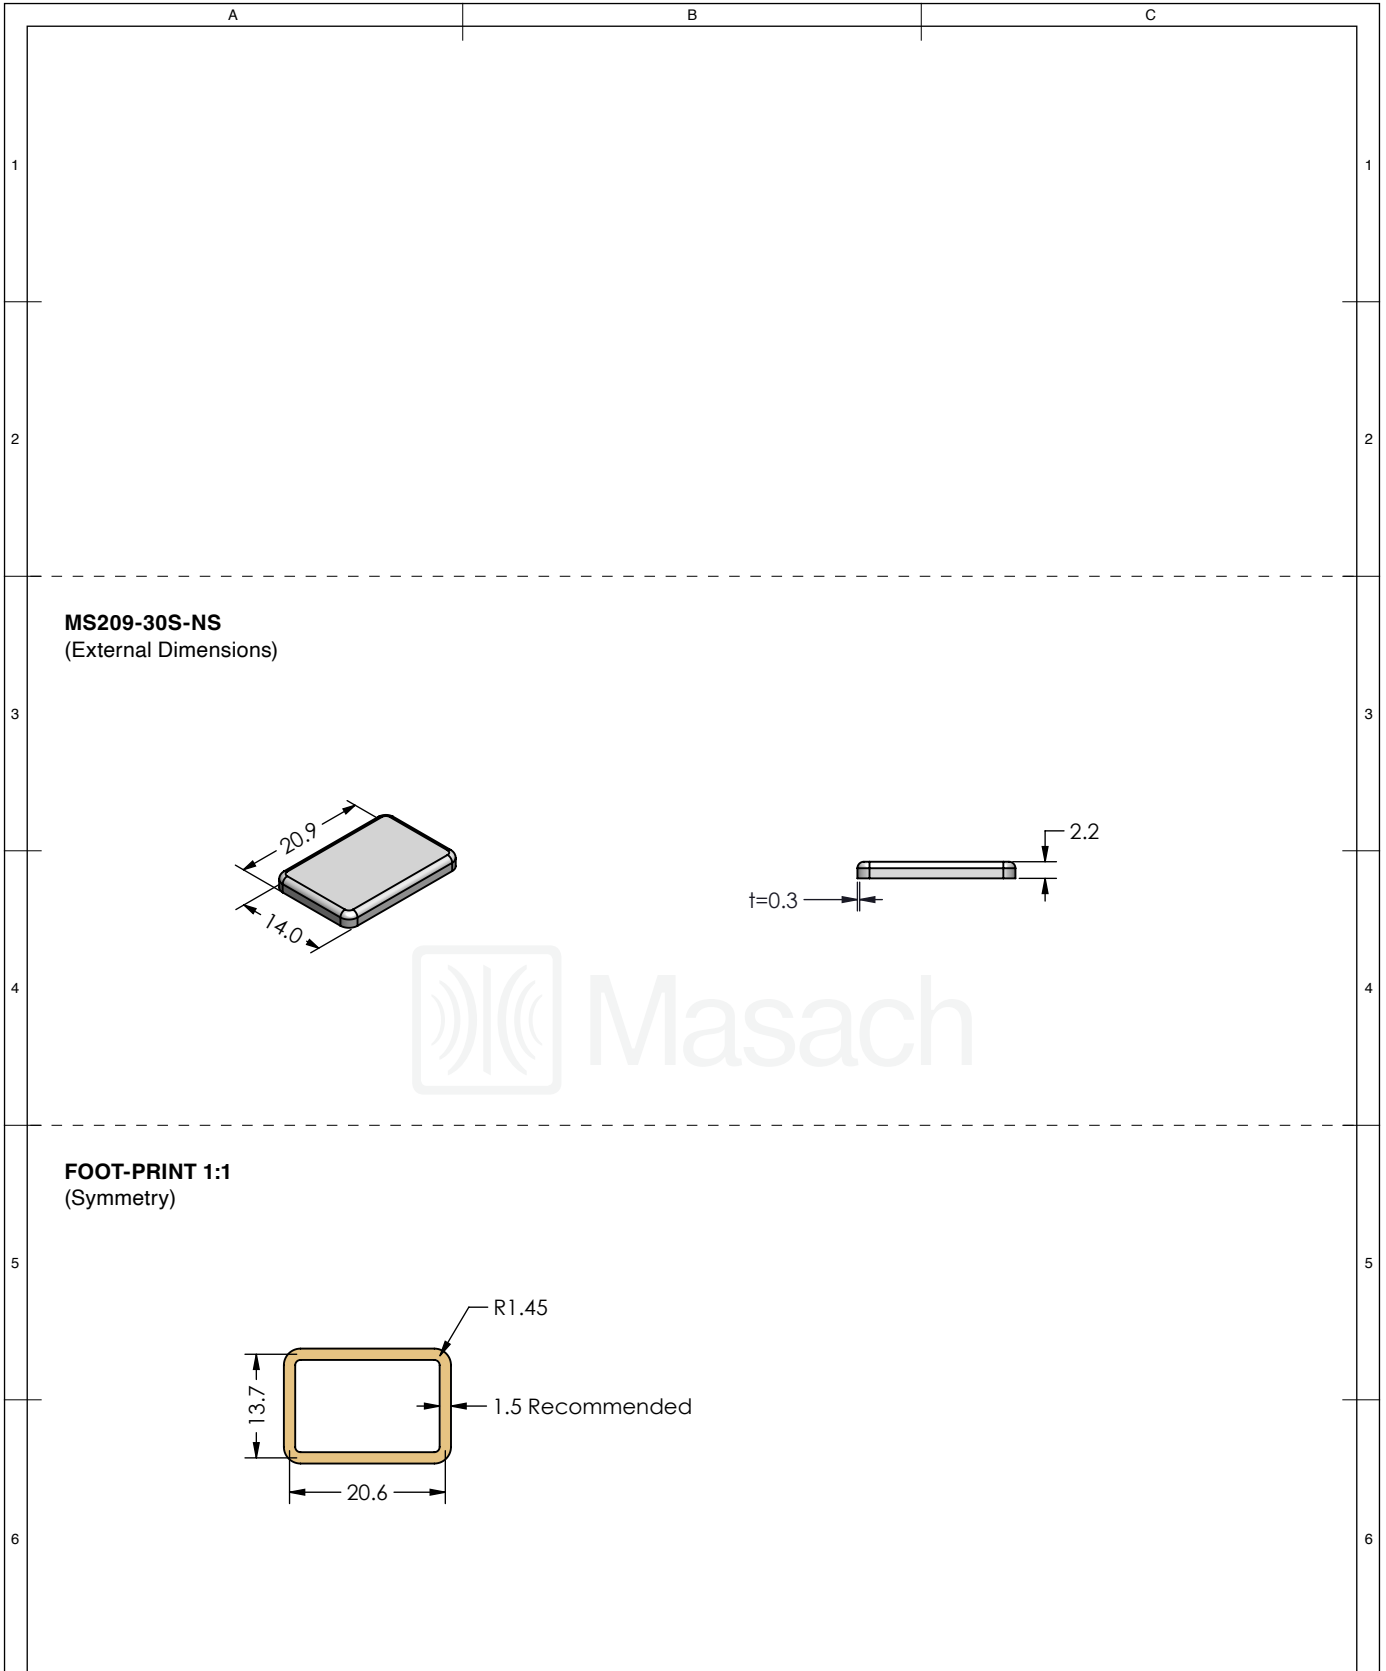 A B C
1 1
2 2
MS209-30S-NS
(External Dimensions)
3 3
20.9
14.0
2.2
t=0.3
4 4
Masach
FOOT-PRINT 1:1
(Symmetry)
5 5
R1.45
13.7
1.5 Recommended
20.6
6 6